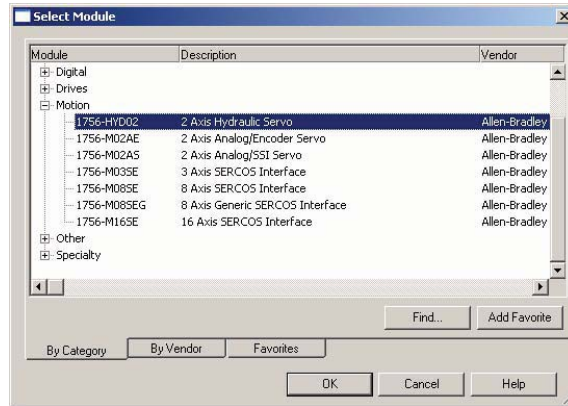 Select Module
Module Description Vendor
Digital
Drives
Motion
1756-HYD02 2 Axis Hydraulic Servo Allen-Bradley
1756-M02AE 2 Axis Analog/Encoder Servo Allen-Bradley
1756-M02AS 2 Axis Analog/SSI Servo Allen-Bradley
1756-M03SE 3 Axis SERCOS Interface Allen-Bradley
1756-M08SE 8 Axis SERCOS Interface Allen-Bradley
1756-M08SEG 8 Axis Generic SERCOS Interface Allen-Bradley
1756-M16SE 16 Axis SERCOS Interface Allen-Bradley
Other
Specialty
Find... Add Favorite
By Category By Vendor Favorites
OK Cancel Help